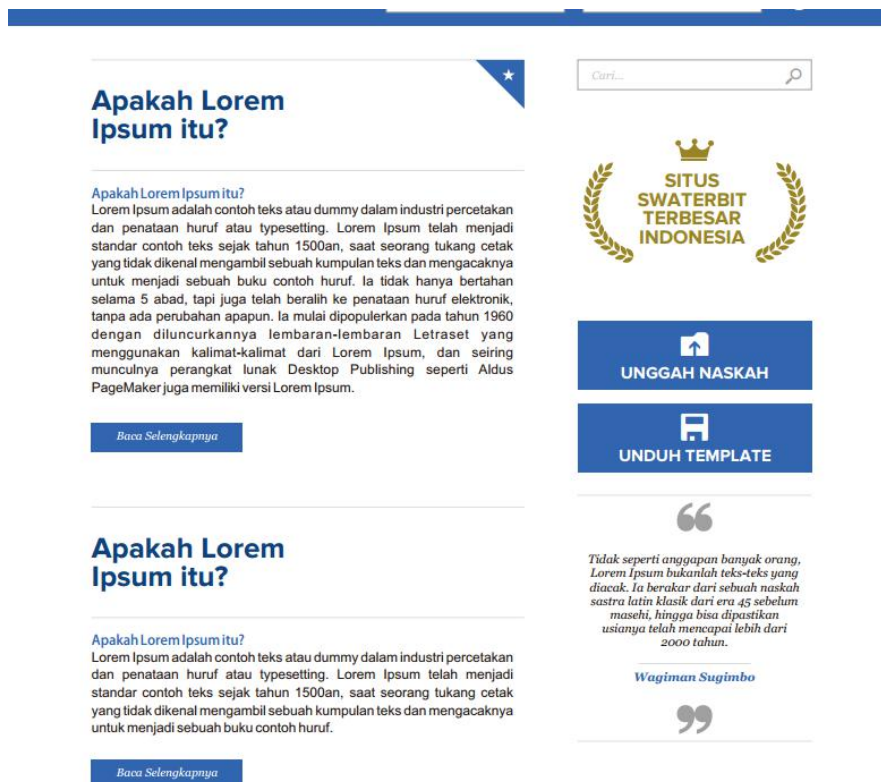 Apakah Lorem
Ipsum itu?
Apakah Lorem Ipsum itu?
Lorem Ipsum adalah contoh teks atau dummy dalam industri percetakan
dan penataan huruf atau typesetting. Lorem Ipsum telah menjadi
standar contoh teks sejak tahun 1500an, saat seorang tukang cetak
yang tidak dikenal mengambil sebuah kumpulan teks dan mengacaknya
untuk menjadi sebuah buku contoh huruf. Ia tidak hanya bertahan
selama 5 abad, tapi juga telah beralih ke penataan huruf elektronik,
tanpa ada perubahan apapun. Ia mulai dipopulerkan pada tahun 1960
dengan diluncurkannya lembaran-lembaran Letraset yang
menggunakan kalimat-kalimat dari Lorem Ipsum, dan seiring
munculnya perangkat lunak Desktop Publishing seperti Aldus
PageMaker juga memiliki versi Lorem Ipsum.
Baca Selengkapnya
Apakah Lorem
Ipsum itu?
Apakah Lorem Ipsum itu?
Lorem Ipsum adalah contoh teks atau dummy dalam industri percetakan
dan penataan huruf atau typesetting. Lorem Ipsum telah menjadi
standar contoh teks sejak tahun 1500an, saat seorang tukang cetak
yang tidak dikenal mengambil sebuah kumpulan teks dan mengacaknya
untuk menjadi sebuah buku contoh huruf.
Baca Selengkapnya
Cari...
SITUS
SWATERBIT
TERBESAR
INDONESIA
UNGGAH NASKAH
UNDUH TEMPLATE
“
Tidak seperti anggapan banyak orang,
Lorem Ipsum bukanlah teks-teks yang
diacak. Ia berakar dari sebuah naskah
sastra latin klasik dari era 45 sebelum
masehi, hingga bisa dipastikan
usianya telah mencapai lebih dari
2000 tahun.
Wagiman Sugimbo
”